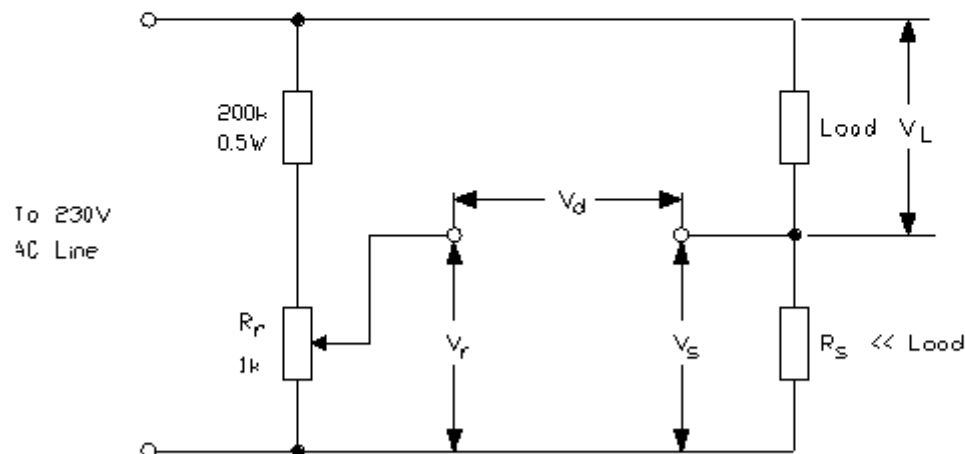 200k
0.5W
Load
V_L
V_d
To 230V
AC Line
R_r
1k
V_r
V_s
R_s << Load